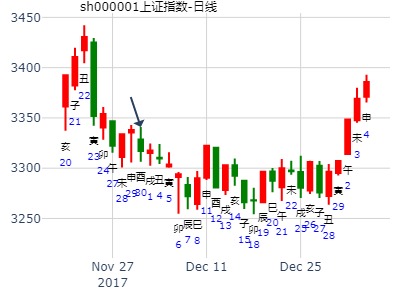 sh000001上证指数-日线
3450
3400
3350
3300
3250
亥
20
子
21
丑
22
寅
23
卯
24
午
27
未
28
申
29
酉
30
戌
1
丑
4
寅
5
卯
6
辰
7
巳
8
申
11
酉
12
戌
13
亥
14
子
15
卯
18
辰
19
巳
20
午
21
未
22
戌
25
亥
26
子
27
丑
28
寅
29
午
2
未
3
申
4
Nov 27
2017
Dec 11
Dec 25